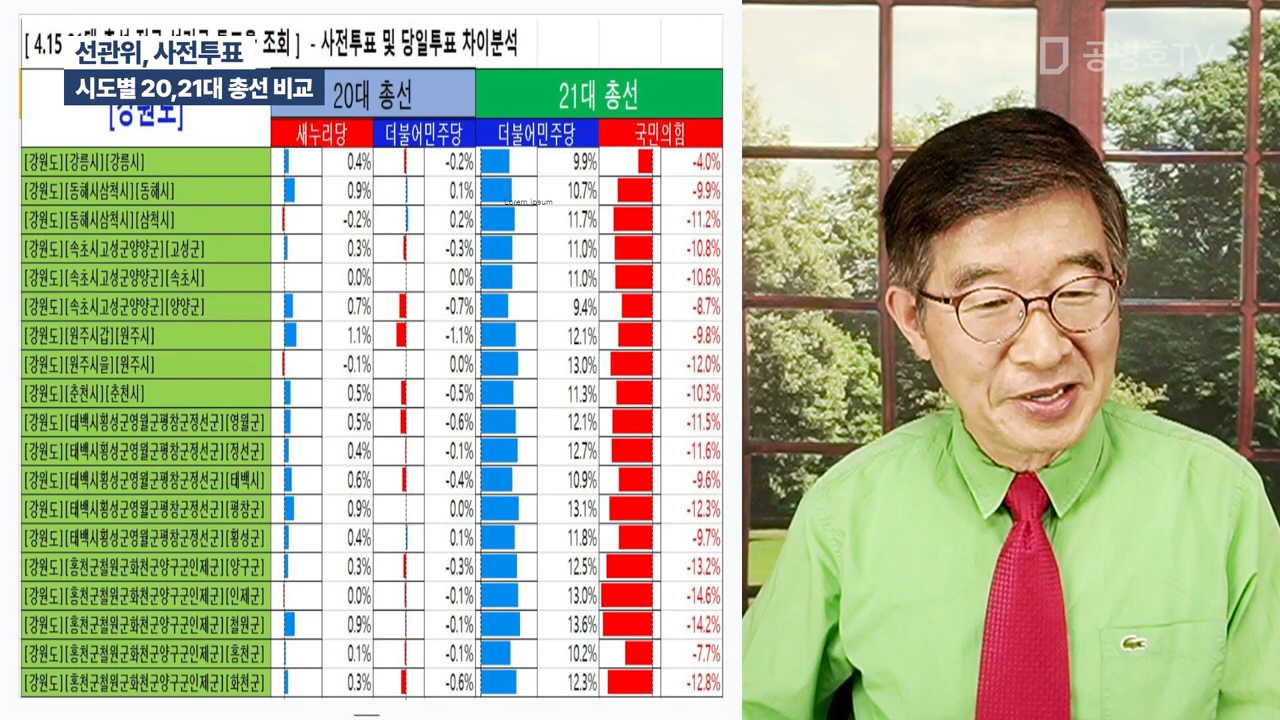 [ 4.15 조회 ] - 사전투표 및 당일투표 차이분석
선관위, 사전투표
시도별 20,21대 총선 비교
[강원도] 20대 총선 21대 총선
새누리당 더불어민주당 더불어민주당 국민의힘
[강원도][강릉시][강릉시] 0.4% -0.2% 9.9% -4.0%
[강원도][동해시삼척시][동해시] 0.9% 0.1% 10.7% -9.9%
Lorem ipsum
[강원도][동해시삼척시][삼척시] -0.2% 0.2% 11.7% -11.2%
[강원도][속초시고성군양양군][고성군] 0.3% -0.3% 11.0% -10.8%
[강원도][속초시고성군양양군][속초시] 0.0% 0.0% 11.0% -10.6%
[강원도][속초시고성군양양군][양양군] 0.7% -0.7% 9.4% -8.7%
[강원도][원주시갑][원주시] 1.1% -1.1% 12.1% -9.8%
[강원도][원주시을][원주시] -0.1% 0.0% 13.0% -12.0%
[강원도][춘천시][춘천시] 0.5% -0.5% 11.3% -10.3%
[강원도][태백시횡성군영월군평창군정선군][영월군] 0.5% -0.6% 12.1% -11.5%
[강원도][태백시횡성군영월군평창군정선군][정선군] 0.4% -0.1% 12.7% -11.6%
[강원도][태백시횡성군영월군평창군정선군][태백시] 0.6% -0.4% 10.9% -9.6%
[강원도][태백시횡성군영월군평창군정선군][평창군] 0.9% 0.0% 13.1% -12.3%
[강원도][태백시횡성군영월군평창군정선군][횡성군] 0.4% 0.1% 11.8% -9.7%
[강원도][홍천군철원군화천군양구군인제군][양구군] 0.3% -0.3% 12.5% -13.2%
[강원도][홍천군철원군화천군양구군인제군][인제군] 0.0% -0.1% 13.0% -14.6%
[강원도][홍천군철원군화천군양구군인제군][철원군] 0.9% -0.1% 13.6% -14.2%
[강원도][홍천군철원군화천군양구군인제군][홍천군] 0.1% -0.1% 10.2% -7.7%
[강원도][홍천군철원군화천군양구군인제군][화천군] 0.3% -0.6% 12.3% -12.8%
공병호TV